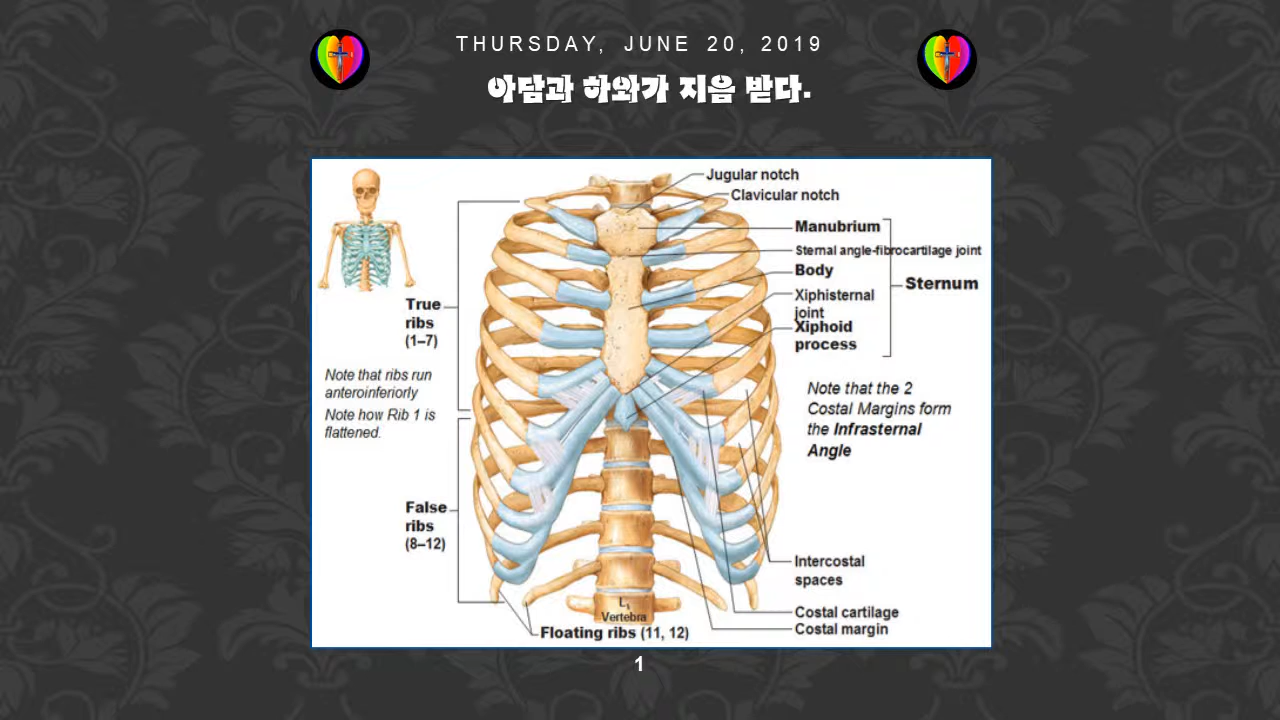 THURSDAY, JUNE 20, 2019
아담과 하와가 지음 받다.
Jugular notch
Clavicular notch
Manubrium
Sternal angle-fibrocartilage joint
Body
Sternum
Xiphisternal
joint
Xiphoid
process
True
ribs
(1–7)
Note that ribs run
anteroinferiorly
Note how Rib 1 is
flattened.
Note that the 2
Costal Margins form
the Infrasternal
Angle
False
ribs
(8–12)
Intercostal
spaces
L1
Vertebra
Costal cartilage
Costal margin
Floating ribs (11, 12)
1